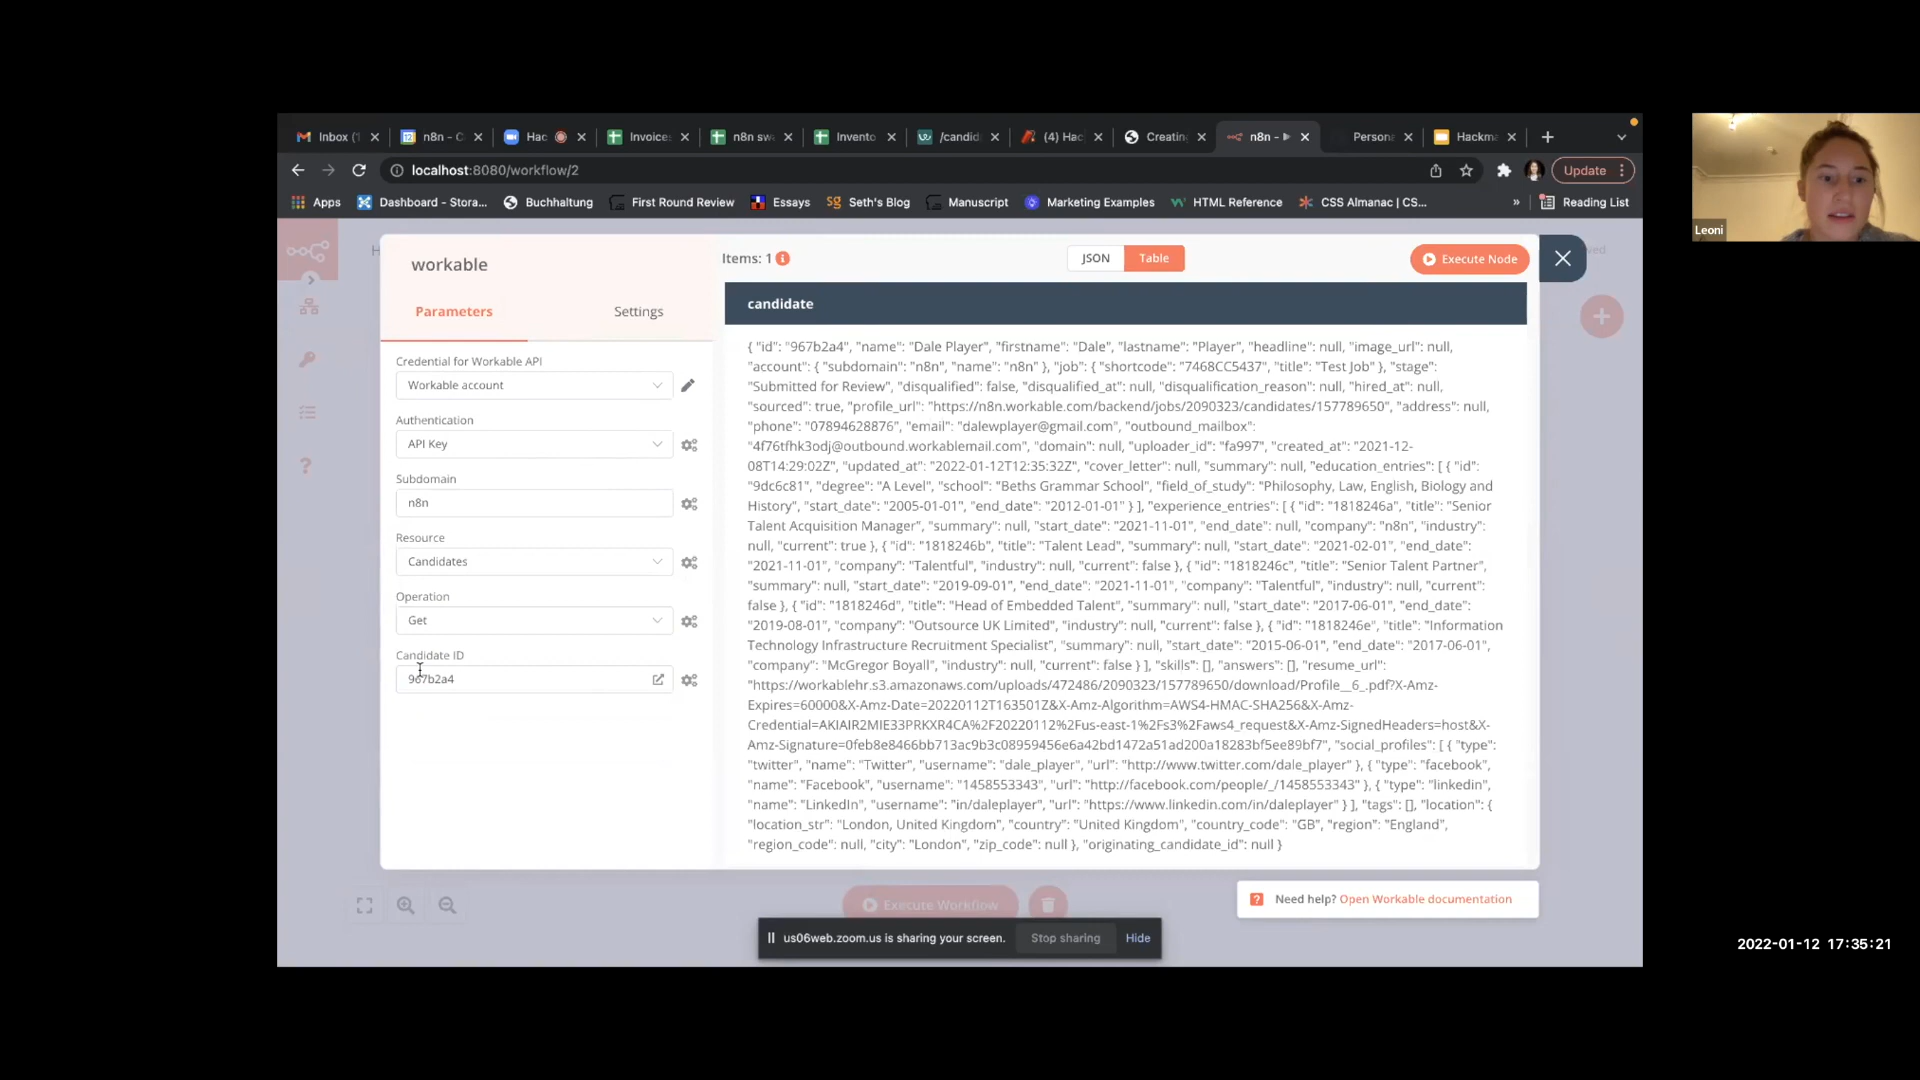 Inbox (1
n8n - C
Hac
Invoice:
n8n sw
Invento
/candid
(4) Hac
Creatin
n8n -
Persona
Hackm
localhost:8080/workflow/2
Update
Apps
Dashboard - Stora...
Buchhaltung
First Round Review
Essays
Seth's Blog
Manuscript
Marketing Examples
HTML Reference
CSS Almanac | CS...
»
Reading List
Leoni
workable
Items: 1
JSON
Table
Execute Node
Parameters
Settings
candidate
Credential for Workable API
Workable account
Authentication
API Key
Subdomain
n8n
Resource
Candidates
Operation
Get
Candidate ID
967b2a4
{ "id": "967b2a4", "name": "Dale Player", "firstname": "Dale", "lastname": "Player", "headline": null, "image_url": null,
"account": { "subdomain": "n8n", "name": "n8n" }, "job": { "shortcode": "7468CC5437", "title": "Test Job" }, "stage":
"Submitted for Review", "disqualified": false, "disqualified_at": null, "disqualification_reason": null, "hired_at": null,
"sourced": true, "profile_url": "https://n8n.workable.com/backend/jobs/2090323/candidates/157789650", "address": null,
"phone": "07894628876", "email": "dalewplayer@gmail.com", "outbound_mailbox":
"4f76tfhk3odj@outbound.workablemail.com", "domain": null, "uploader_id": "fa997", "created_at": "2021-12-
08T14:29:02Z", "updated_at": "2022-01-12T12:35:32Z", "cover_letter": null, "summary": null, "education_entries": [ { "id":
"9dc6c81", "degree": "A Level", "school": "Beths Grammar School", "field_of_study": "Philosophy, Law, English, Biology and
History", "start_date": "2005-01-01", "end_date": "2012-01-01" } ], "experience_entries": [ { "id": "1818246a", "title": "Senior
Talent Acquisition Manager", "summary": null, "start_date": "2021-11-01", "end_date": null, "company": "n8n", "industry":
null, "current": true }, { "id": "1818246b", "title": "Talent Lead", "summary": null, "start_date": "2021-02-01", "end_date":
"2021-11-01", "company": "Talentful", "industry": null, "current": false }, { "id": "1818246c", "title": "Senior Talent Partner",
"summary": null, "start_date": "2019-09-01", "end_date": "2021-11-01", "company": "Talentful", "industry": null, "current":
false }, { "id": "1818246d", "title": "Head of Embedded Talent", "summary": null, "start_date": "2017-06-01", "end_date":
"2019-08-01", "company": "Outsource UK Limited", "industry": null, "current": false }, { "id": "1818246e", "title": "Information
Technology Infrastructure Recruitment Specialist", "summary": null, "start_date": "2015-06-01", "end_date": "2017-06-01",
"company": "McGregor Boyall", "industry": null, "current": false } ], "skills": [], "answers": [], "resume_url":
"https://workablehr.s3.amazonaws.com/uploads/472486/2090323/157789650/download/Profile__6_.pdf?X-Amz-
Expires=60000&X-Amz-Date=20220112T163501Z&X-Amz-Algorithm=AWS4-HMAC-SHA256&X-Amz-
Credential=AKIAIR2MIE33PRKXR4CA%2F20220112%2Fus-east-1%2Fs3%2Faws4_request&X-Amz-SignedHeaders=host&X-
Amz-Signature=0feb8e8466bb713ac9b3c08959456e6a42bd1472a51ad200a18283bf5ee89bf7", "social_profiles": [ { "type":
"twitter", "name": "Twitter", "username": "dale_player", "url": "http://www.twitter.com/dale_player" }, { "type": "facebook",
"name": "Facebook", "username": "1458553343", "url": "http://facebook.com/people/_/1458553343" }, { "type": "linkedin",
"name": "LinkedIn", "username": "in/daleplayer", "url": "https://www.linkedin.com/in/daleplayer" } ], "tags": [], "location": {
"location_str": "London, United Kingdom", "country": "United Kingdom", "country_code": "GB", "region": "England",
"region_code": null, "city": "London", "zip_code": null }, "originating_candidate_id": null }
Execute Workflow
Need help? Open Workable documentation
us06web.zoom.us is sharing your screen.
Stop sharing
Hide
2022-01-12 17:35:21